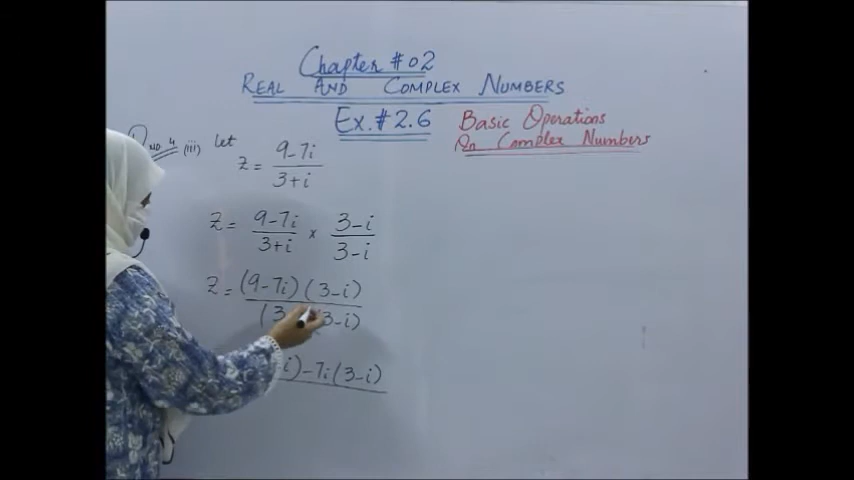 Chapter # 02
REAL AND COMPLEX NUMBERS
Ex.# 2.6 Basic Operations
On Complex Numbers
Q NO 4 (iii) let
z = 9-7i / 3+i
z = 9-7i / 3+i × 3-i / 3-i
z = (9-7i)(3-i) / (3 3-i)
i) -7i(3-i)